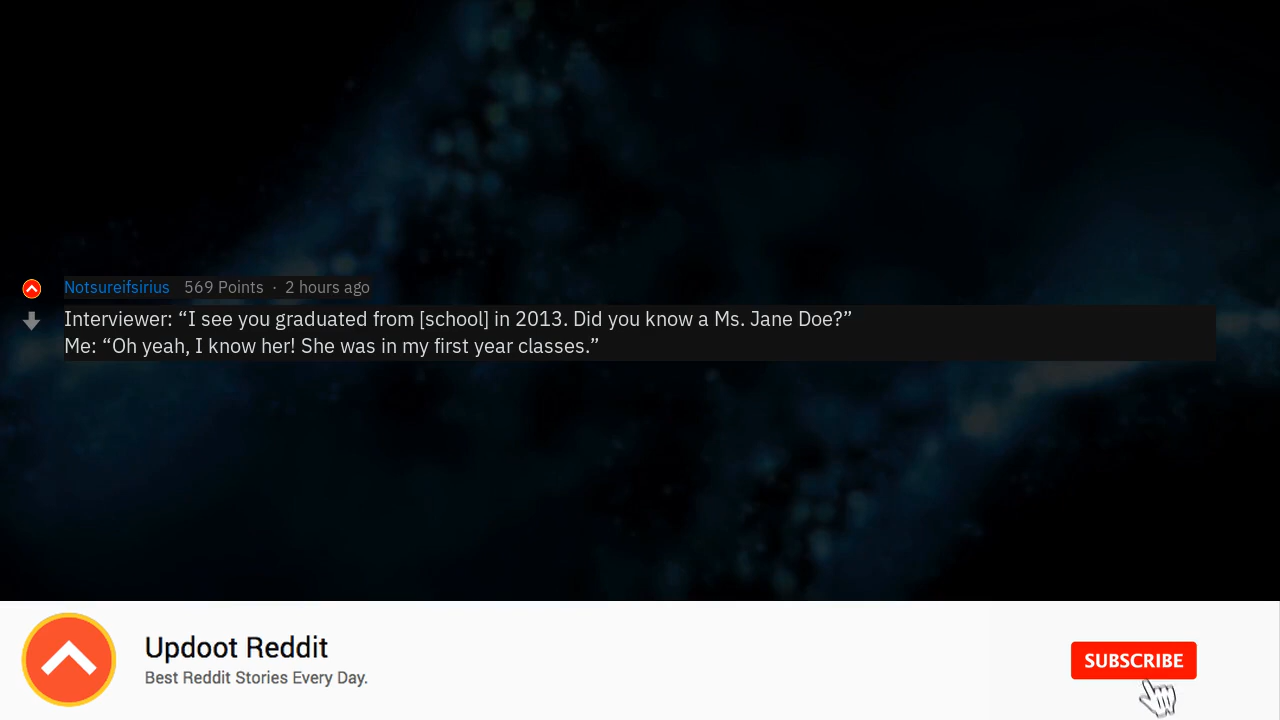 Notsureifsirius 569 Points · 2 hours ago
Interviewer: “I see you graduated from [school] in 2013. Did you know a Ms. Jane Doe?”
Me: “Oh yeah, I know her! She was in my first year classes.”
Updoot Reddit
Best Reddit Stories Every Day.
SUBSCRIBE